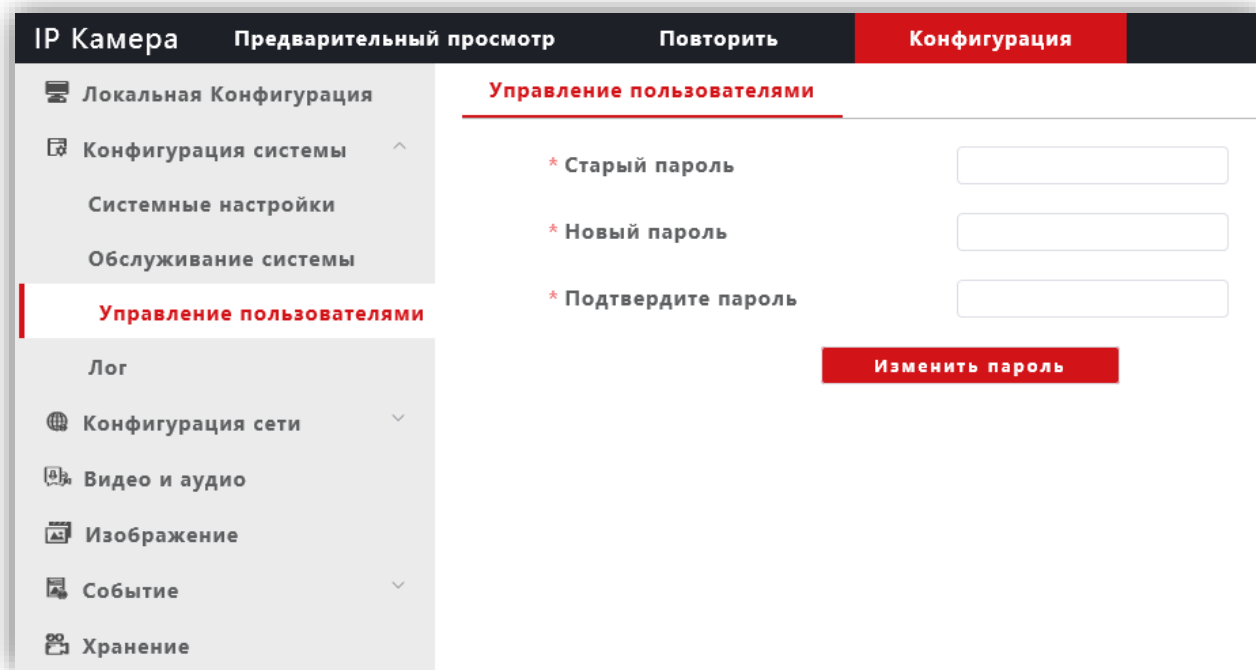 IP Камера Предварительный просмотр Повторить Конфигурация
Локальная Конфигурация
Конфигурация системы
Системные настройки
Обслуживание системы
Управление пользователями
Лог
Конфигурация сети
Видео и аудио
Изображение
Событие
Хранение
Управление пользователями
* Старый пароль
* Новый пароль
* Подтвердите пароль
Изменить пароль